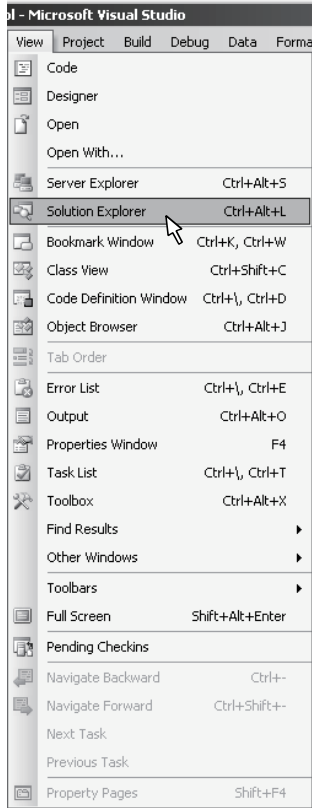 ol - Microsoft Visual Studio
View Project Build Debug Data Forma
Code
Designer
Open
Open With...
Server Explorer Ctrl+Alt+S
Solution Explorer Ctrl+Alt+L
Bookmark Window Ctrl+K, Ctrl+W
Class View Ctrl+Shift+C
Code Definition Window Ctrl+\, Ctrl+D
Object Browser Ctrl+Alt+J
Tab Order
Error List Ctrl+\, Ctrl+E
Output Ctrl+Alt+O
Properties Window F4
Task List Ctrl+\, Ctrl+T
Toolbox Ctrl+Alt+X
Find Results
Other Windows
Toolbars
Full Screen Shift+Alt+Enter
Pending Checkins
Navigate Backward Ctrl+-
Navigate Forward Ctrl+Shift+-
Next Task
Previous Task
Property Pages Shift+F4